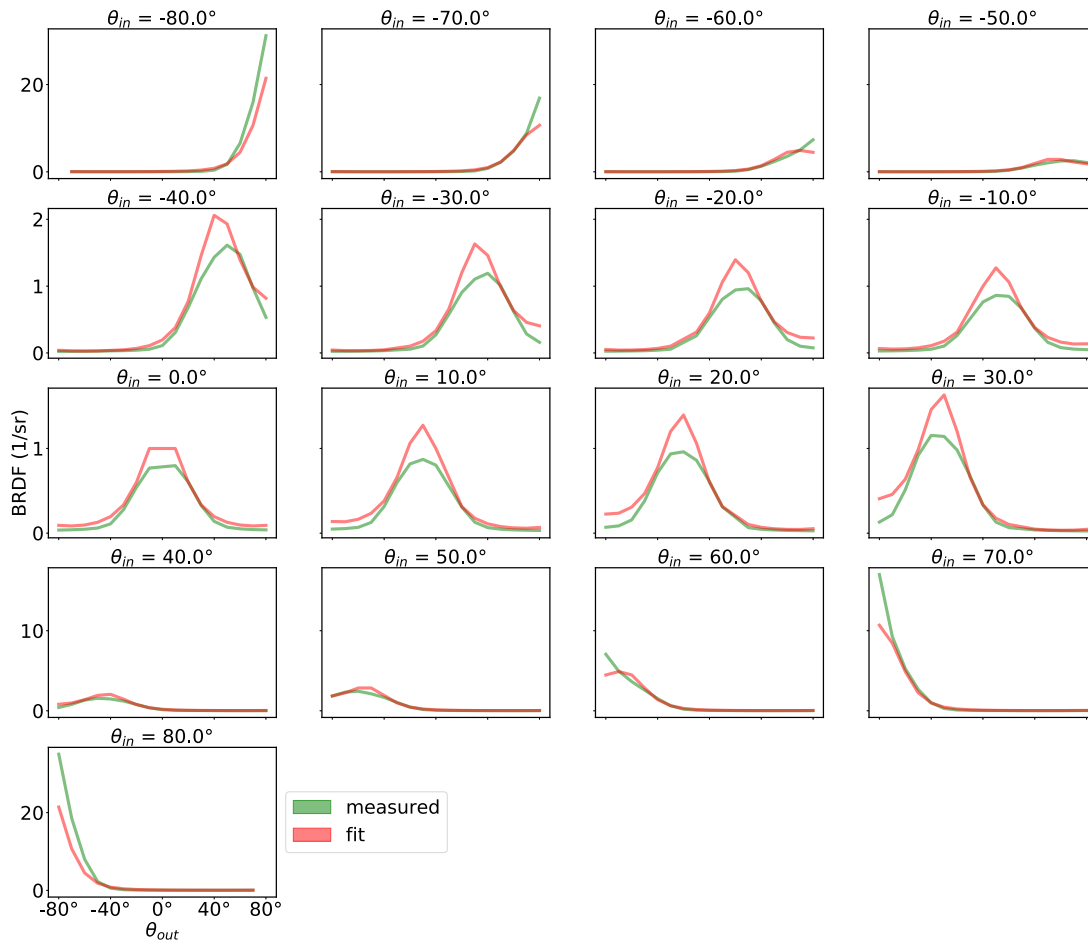 θin = -80.0° θin = -70.0° θin = -60.0° θin = -50.0°
20
0
θin = -40.0° θin = -30.0° θin = -20.0° θin = -10.0°
2
1
0
θin = 0.0° θin = 10.0° θin = 20.0° θin = 30.0°
BRDF (1/sr)
1
0
θin = 40.0° θin = 50.0° θin = 60.0° θin = 70.0°
10
0
θin = 80.0°
20
0
measured
fit
-80° -40° 0° 40° 80°
θout